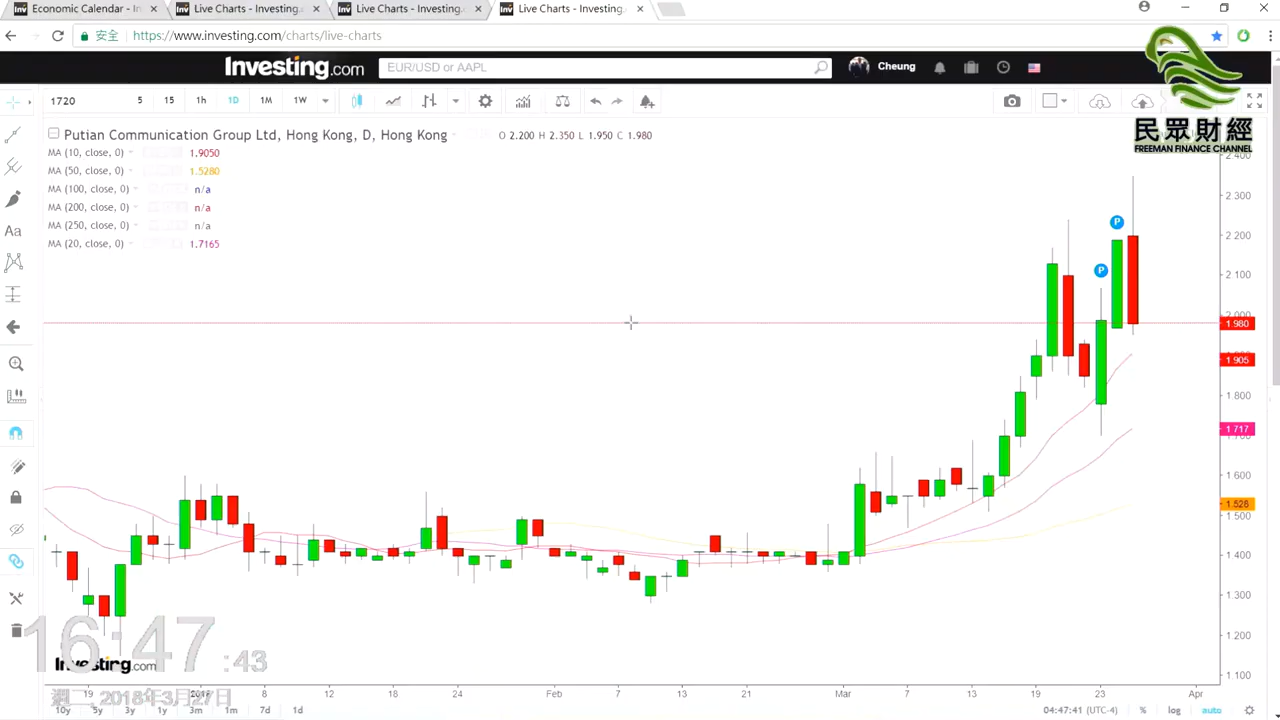 Economic Calendar - In
Live Charts - Investing.
Live Charts - Investing.
Live Charts - Investing.
安全 https://www.investing.com/charts/live-charts
Investing.com
EUR/USD or AAPL
Cheung
民眾財經
FREEMAN FINANCE CHANNEL
1720 5 15 1h 1D 1M 1W
Putian Communication Group Ltd, Hong Kong, D, Hong Kong O 2.200 H 2.350 L 1.950 C 1.980
MA (10, close, 0) 1.9050
MA (50, close, 0) 1.5280
MA (100, close, 0) n/a
MA (200, close, 0) n/a
MA (250, close, 0) n/a
MA (20, close, 0) 1.7165
Aa
P
P
2.400
2.300
2.200
2.100
2.000
1.980
1.905
1.800
1.717
1.600
1.528
1.500
1.400
1.300
1.200
1.100
16:47:43
Investing.com
週二, 2018年3月27日
19 8 12 18 24 Feb 7 13 21 Mar 7 13 19 23 Apr
10y 5y 3y 1y 3m 1m 7d 1d 04:47:41 (UTC-4) % log auto